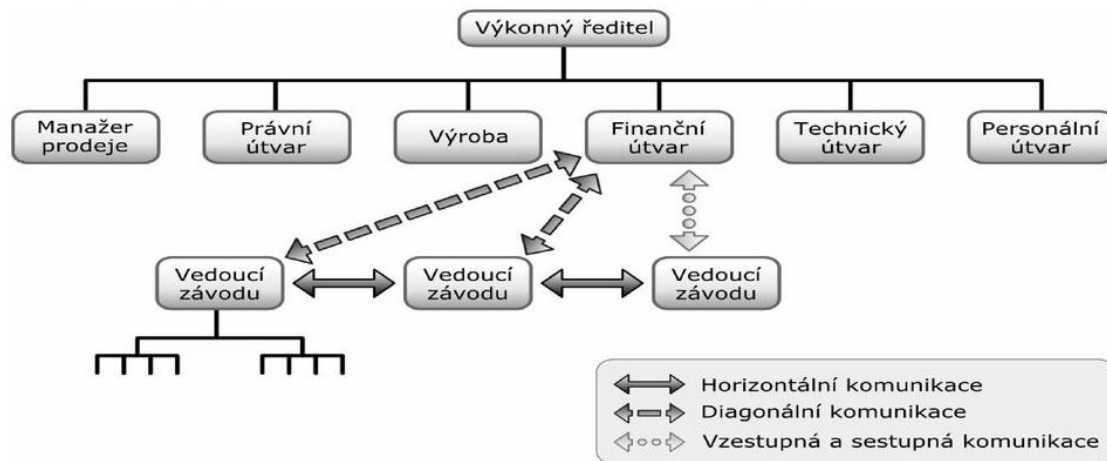 Výkonný ředitel
Manažer
prodeje
Právní
útvar
Výroba
Finanční
útvar
Technický
útvar
Personální
útvar
Vedoucí
závodu
Vedoucí
závodu
Vedoucí
závodu
Horizontální komunikace
Diagonální komunikace
Vzestupná a sestupná komunikace